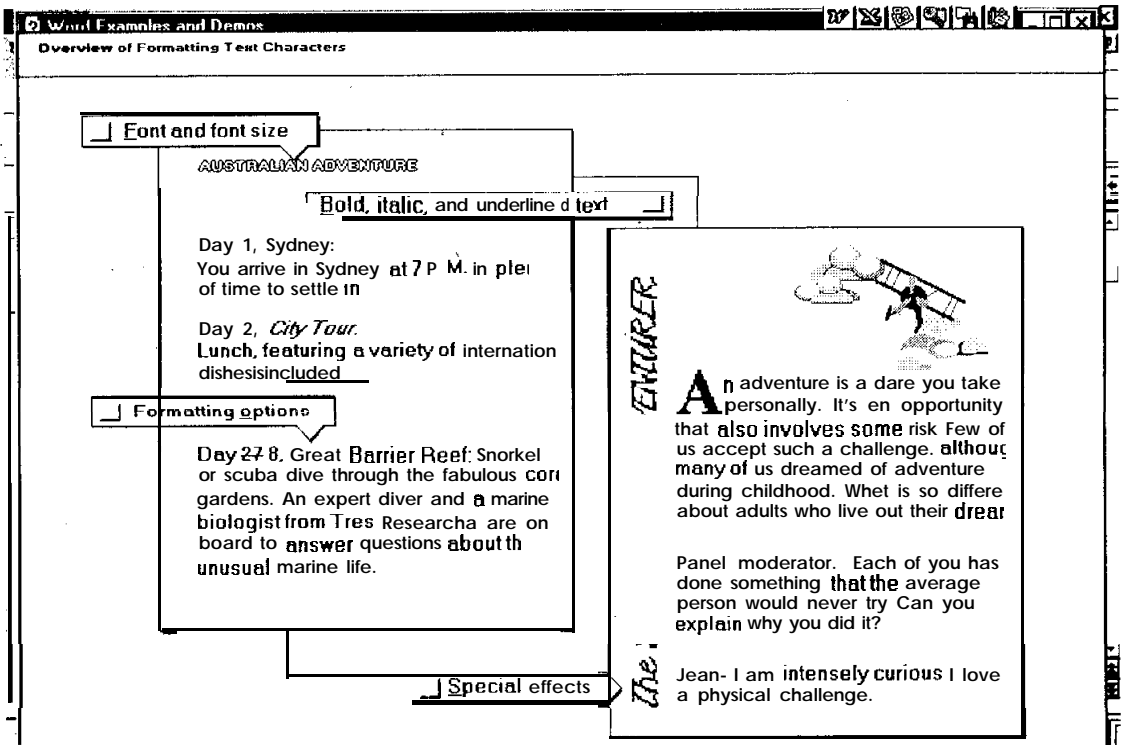 Word Examples and Demos
Overview of Formatting Text Characters
Font and font size
AUSTRALIAN ADVENTURE
Bold, italic, and underline d text
Day 1, Sydney:
You arrive in Sydney at 7 P M. in plei
of time to settle in
Day 2, City Tour.
Lunch, featuring a variety of internation
dishesisincluded
Formatting options
Day 27 8, Great Barrier Reef: Snorkel
or scuba dive through the fabulous cora
gardens. An expert diver and a marine
biologist from Tres Researcha are on
board to answer questions about th
unusual marine life.
Special effects
The
ENTURER
An adventure is a dare you take
personally. It's en opportunity
that also involves some risk Few of
us accept such a challenge. althoug
many of us dreamed of adventure
during childhood. Whet is so differe
about adults who live out their drear
Panel moderator. Each of you has
done something that the average
person would never try Can you
explain why you did it?
Jean- I am intensely curious I love
a physical challenge.